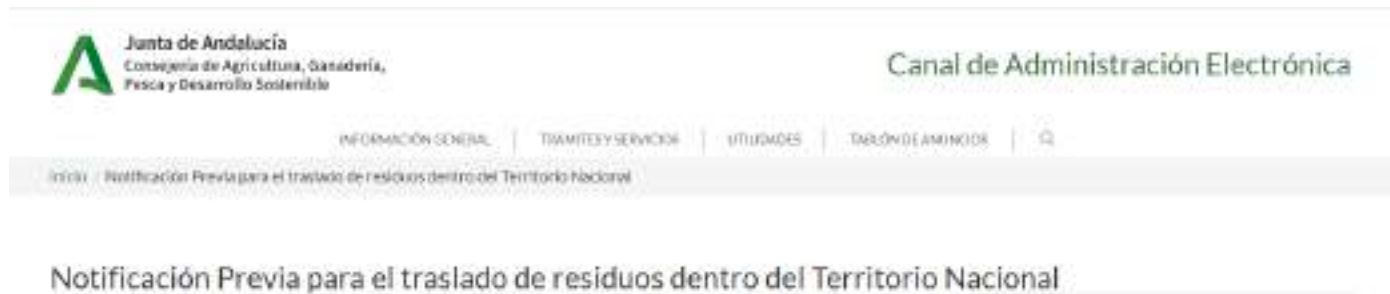 Junta de Andalucía
Consejería de Agricultura, Ganadería,
Pesca y Desarrollo Sostenible
Canal de Administración Electrónica
INFORMACIÓN GENERAL | TRÁMITES Y SERVICIOS | UTILIDADES | TABLÓN DE ANUNCIOS
Inicio / Notificación Previa para el traslado de residuos dentro del Territorio Nacional
Notificación Previa para el traslado de residuos dentro del Territorio Nacional